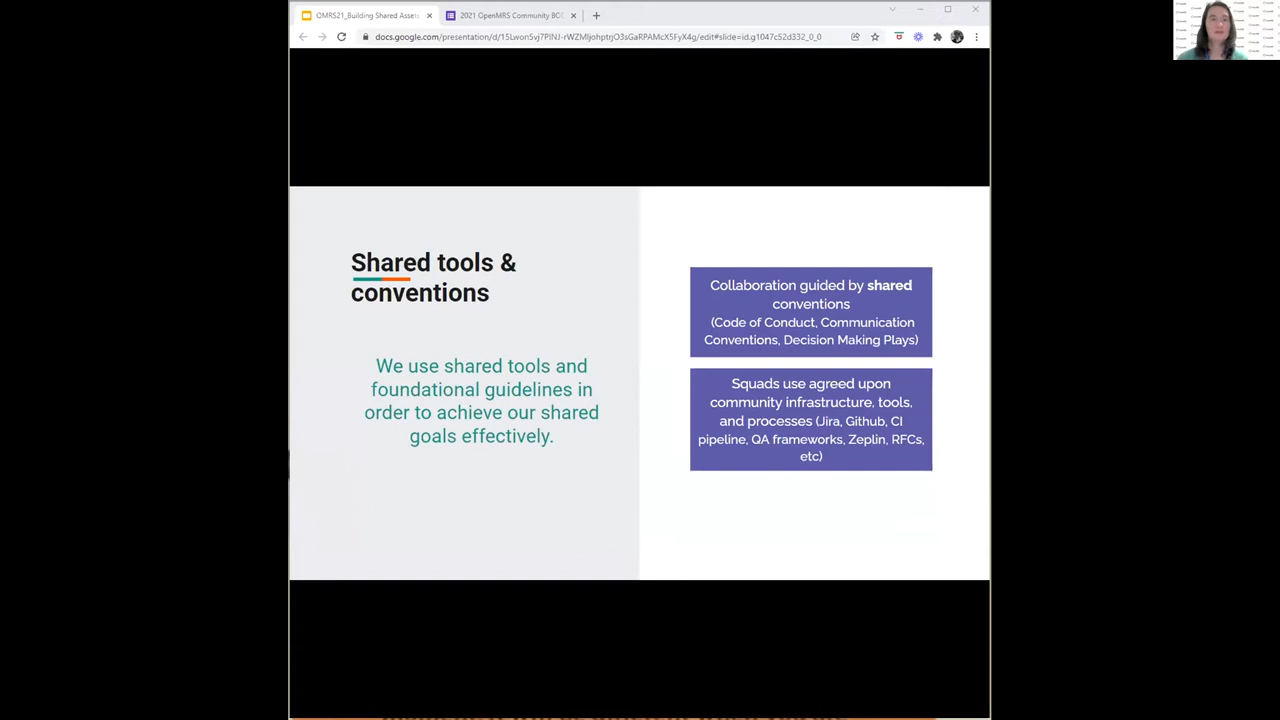 OMRS21_Building Shared Assets
2021 OpenMRS Community BO
docs.google.com/presentation/d/15Lwon5vj7PINJ-rWZMljohptrjO3sGaRPAMcX5FyX4g/edit#slide=id.g1047c52d332_0_0
Shared tools &
conventions
We use shared tools and
foundational guidelines in
order to achieve our shared
goals effectively.
Collaboration guided by shared
conventions
(Code of Conduct, Communication
Conventions, Decision Making Plays)
Squads use agreed upon
community infrastructure, tools,
and processes (Jira, Github, CI
pipeline, QA frameworks, Zeplin, RFCs,
etc)